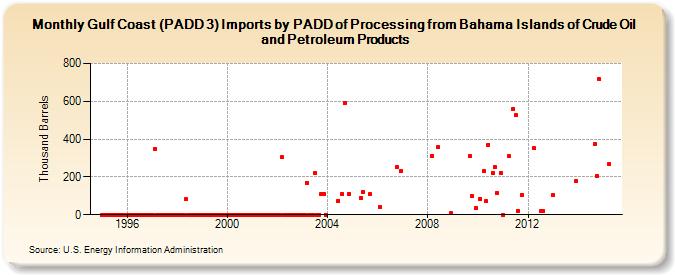 Monthly Gulf Coast (PADD 3) Imports by PADD of Processing from Bahama Islands of Crude Oil
and Petroleum Products
Thousand Barrels
800
600
400
200
0
1996
2000
2004
2008
2012
Source: U.S. Energy Information Administration